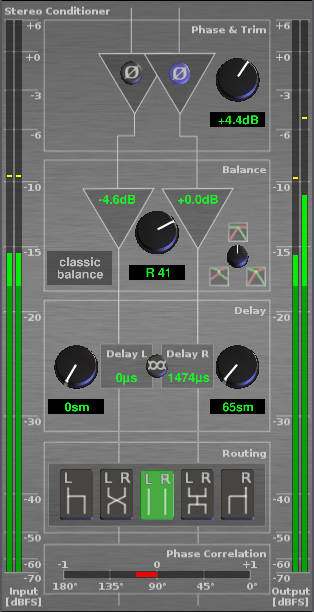 Stereo Conditioner
+6
+6
Phase & Trim
+3
+3
Ø
Ø
-0
-0
-3
-3
+4.4dB
-6
-6
Balance
-10
-10
-4.6dB
+0.0dB
-15
-15
classic
balance
R 41
-20
-20
Delay
Delay L
Delay R
0µs
1474µs
0sm
65sm
-30
-30
Routing
L
L R
L R
L R
R
-40
-40
-50
-50
Phase Correlation
-60
-60
-1
0
+1
-70
-70
180°
135°
90°
45°
0°
Input
Output
[dBFS]
[dBFS]